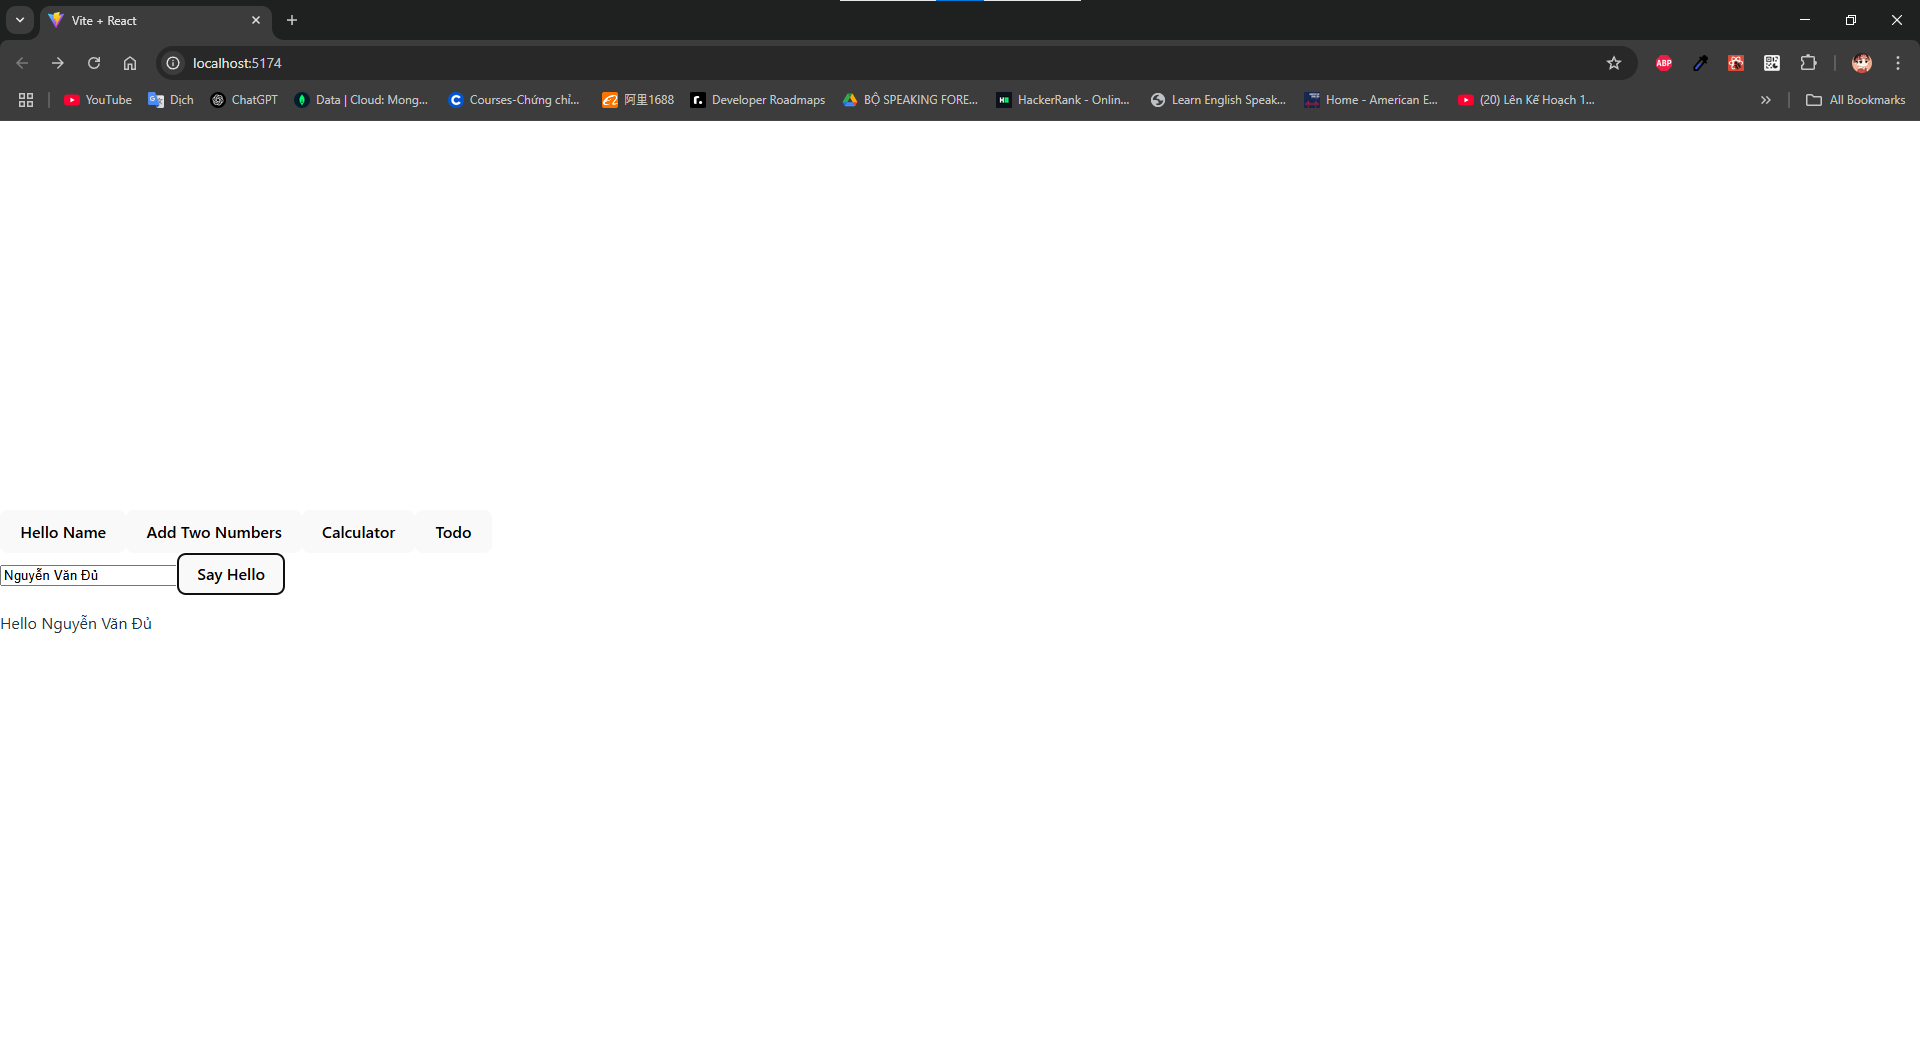 Vite + React
localhost:5174
YouTube Dịch ChatGPT Data | Cloud: Mong... Courses-Chứng chỉ... 阿里1688 Developer Roadmaps BỘ SPEAKING FORE... HackerRank - Onlin... Learn English Speak... Home - American E... (20) Lên Kế Hoạch 1... All Bookmarks
ABP
Hello Name Add Two Numbers Calculator Todo
Nguyễn Văn Đủ Say Hello
Hello Nguyễn Văn Đủ